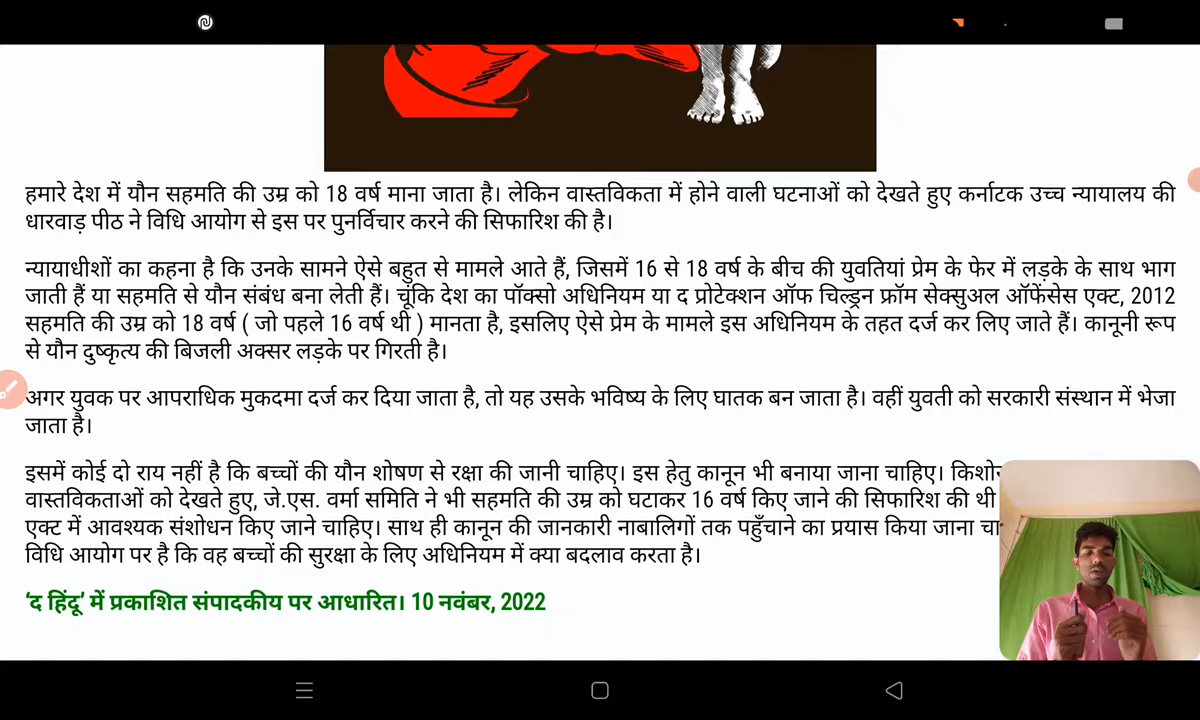 हमारे देश में यौन सहमति की उम्र को 18 वर्ष माना जाता है। लेकिन वास्तविकता में होने वाली घटनाओं को देखते हुए कर्नाटक उच्च न्यायालय की
धारवाड़ पीठ ने विधि आयोग से इस पर पुनर्विचार करने की सिफारिश की है।
न्यायाधीशों का कहना है कि उनके सामने ऐसे बहुत से मामले आते हैं, जिसमें 16 से 18 वर्ष के बीच की युवतियां प्रेम के फेर में लड़के के साथ भाग
जाती हैं या सहमति से यौन संबंध बना लेती हैं। चूंकि देश का पॉक्सो अधिनियम या द प्रोटेक्शन ऑफ चिल्ड्रन फ्रॉम सेक्सुअल ऑफेंसेस एक्ट, 2012
सहमति की उम्र को 18 वर्ष ( जो पहले 16 वर्ष थी ) मानता है, इसलिए ऐसे प्रेम के मामले इस अधिनियम के तहत दर्ज कर लिए जाते हैं। कानूनी रूप
से यौन दुष्कृत्य की बिजली अक्सर लड़के पर गिरती है।
अगर युवक पर आपराधिक मुकदमा दर्ज कर दिया जाता है, तो यह उसके भविष्य के लिए घातक बन जाता है। वहीं युवती को सरकारी संस्थान में भेजा
जाता है।
इसमें कोई दो राय नहीं है कि बच्चों की यौन शोषण से रक्षा की जानी चाहिए। इस हेतु कानून भी बनाया जाना चाहिए।
वास्तविकताओं को देखते हुए, जे.एस. वर्मा समिति ने भी सहमति की उम्र को घटाकर 16 वर्ष किए जाने की सिफारिश की थी
एक्ट में आवश्यक संशोधन किए जाने चाहिए। साथ ही कानून की जानकारी नाबालिगों तक पहुँचाने का प्रयास किया जाना
विधि आयोग पर है कि वह बच्चों की सुरक्षा के लिए अधिनियम में क्या बदलाव करता है।
‘द हिंदू’ में प्रकाशित संपादकीय पर आधारित। 10 नवंबर, 2022